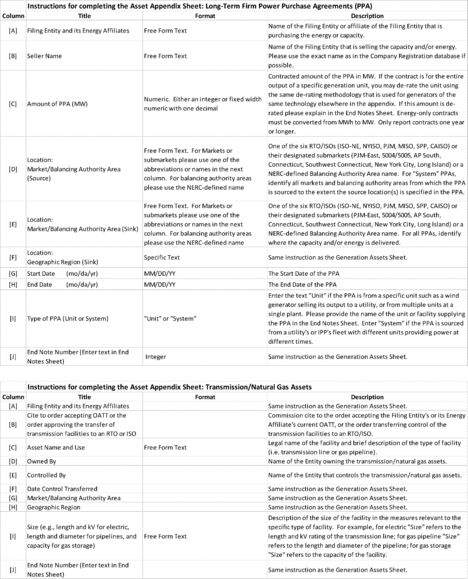 Instructions for completing the Asset Appendix Sheet: Long-Term Firm Power Purchase Agreements (PPA)
Column Title Format Description
[A] Filing Entity and its Energy Affiliates Free Form Text Name of the Filing Entity or affiliate of the Filing Entity that is
purchasing the energy or capacity.
[B] Seller Name Free Form Text Name of the Filing Entity that is selling the capacity and/or energy.
Please use the exact name as in the Company Registration database if
possible.
[C] Amount of PPA (MW) Numeric. Either an integer or fixed width
numeric with one decimal
Contracted amount of the PPA in MW. If the contract is for the entire
output of a specific generation unit, you may de-rate the unit using
the same de-rating methodology that is used for generators of the
same technology elsewhere in the appendix. If this amount is de-
rated please explain in the End Notes Sheet. Energy-only contracts
must be converted from MWh to MW. Only report contracts one year
or longer.
[D] Location:
Market/Balancing Authority Area
(Source)
Free Form Text. For Markets or
submarkets please use one of the
abbreviations or names in the next
column. For balancing authority areas
please use the NERC-defined name
One of the six RTO/ISOs (ISO-NE, NYISO, PJM, MISO, SPP, CAISO) or
their designated submarkets (PJM-East, 5004/5005, AP South,
Connecticut, Southwest Connecticut, New York City, Long Island) or a
NERC-defined Balancing Authority Area name. For "System" PPAs,
identify all markets and balancing authority areas from which the PPA
is sourced to the extent the source location(s) is specified in the PPA.
[E] Location:
Market/Balancing Authority Area (Sink)
Free Form Text. For Markets or
submarkets please use one of the
abbreviations or names in the next
column. For balancing authority areas
please use the NERC-defined name
One of the six RTO/ISOs (ISO-NE, NYISO, PJM, MISO, SPP, CAISO) or
their designated submarkets (PJM-East, 5004/5005, AP South,
Connecticut, Southwest Connecticut, New York City, Long Island) or a
NERC-defined Balancing Authority Area name. For all PPAs, identify
where the capacity and/or energy is delivered.
[F] Location:
Geographic Region (Sink)
Specific Text Same instruction as the Generation Assets Sheet.
[G] Start Date (mo/da/yr) MM/DD/YY The Start Date of the PPA
[H] End Date (mo/da/yr) MM/DD/YY The End Date of the PPA
[I] Type of PPA (Unit or System) "Unit" or "System" Enter the text "Unit" if the PPA is from a specific unit such as a wind
generator selling its output to a utility, or from multiple units at a
single plant. Please provide the name of the unit or facility supplying
the PPA in the End Notes Sheet. Enter "System" if the PPA is sourced
from a utility's or IPP's fleet with different units providing power at
different times.
[J] End Note Number (Enter text in End
Notes Sheet)
Integer Same instruction as the Generation Assets Sheet.
Instructions for completing the Asset Appendix Sheet: Transmission/Natural Gas Assets
Column Title Format Description
[A] Filing Entity and its Energy Affiliates Same instruction as the Generation Assets Sheet.
[B] Cite to order accepting OATT or the
order approving the transfer of
transmission facilities to an RTO or ISO
Commission cite to the order accepting the Filing Entity's or its Energy
Affiliate's current OATT, or the order transferring control of the
transmission facilities to an RTO/ISO.
[C] Asset Name and Use Free Form Text Legal name of the facility and brief description of the type of facility
(i.e. transmission line or gas pipeline).
[D] Owned By Name of the Entity owning the transmission/natural gas assets.
[E] Controlled By Name of the Entity that controls the transmission/natural gas assets.
[F] Date Control Transferred Same instruction as the Generation Assets Sheet.
[G] Market/Balancing Authority Area Same instruction as the Generation Assets Sheet.
[H] Geographic Region Same instruction as the Generation Assets Sheet.
[I] Size (e.g., length and kV for electric,
length and diameter for pipelines, and
capacity for gas storage)
Free Form Text
Description of the size of the facility in the measures relevant to the
specific type of facility. For example, for electric "Size" refers to the
length and kV rating of the transmission line; for gas pipeline "Size"
refers to the length and diameter of the pipeline; for gas storage
"Size" refers to the capacity of the facility.
[J] End Note Number (Enter text in End
Notes Sheet)
Same instruction as the Generation Assets Sheet.